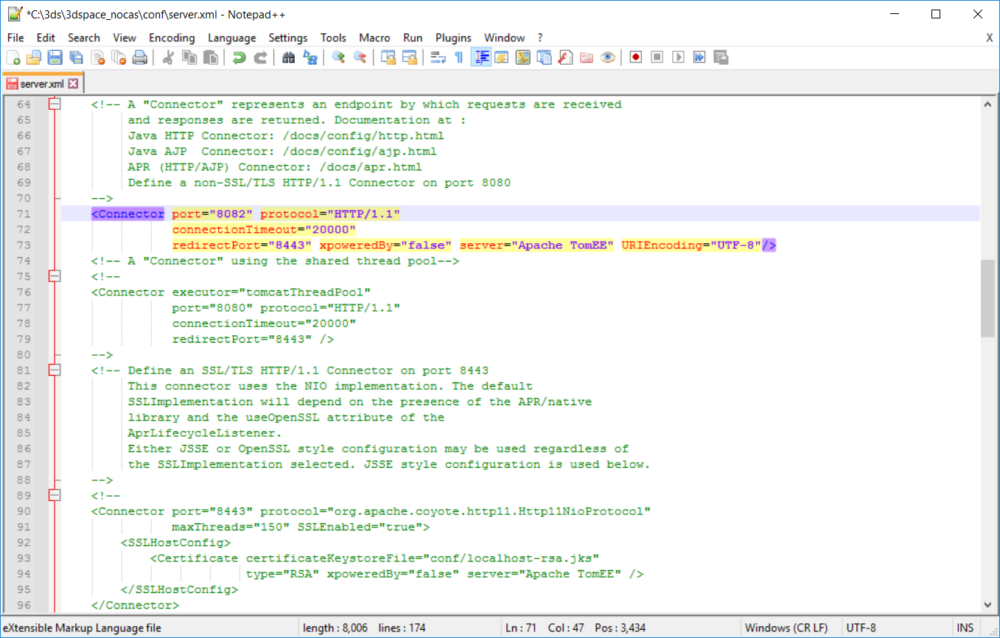 *C:\3ds\3dspace_nocas\conf\server.xml - Notepad++
File Edit Search View Encoding Language Settings Tools Macro Run Plugins Window ? X
server.xml
64 <!-- A "Connector" represents an endpoint by which requests are received
65 and responses are returned. Documentation at :
66 Java HTTP Connector: /docs/config/http.html
67 Java AJP  Connector: /docs/config/ajp.html
68 APR (HTTP/AJP) Connector: /docs/apr.html
69 Define a non-SSL/TLS HTTP/1.1 Connector on port 8080
70 -->
71 <Connector port="8082" protocol="HTTP/1.1"
72 connectionTimeout="20000"
73 redirectPort="8443" xpoweredBy="false" server="Apache TomEE" URIEncoding="UTF-8"/>
74 <!-- A "Connector" using the shared thread pool-->
75 <!--
76 <Connector executor="tomcatThreadPool"
77 port="8080" protocol="HTTP/1.1"
78 connectionTimeout="20000"
79 redirectPort="8443" />
80 -->
81 <!-- Define an SSL/TLS HTTP/1.1 Connector on port 8443
82 This connector uses the NIO implementation. The default
83 SSLImplementation will depend on the presence of the APR/native
84 library and the useOpenSSL attribute of the
85 AprLifecycleListener.
86 Either JSSE or OpenSSL style configuration may be used regardless of
87 the SSLImplementation selected. JSSE style configuration is used below.
88 -->
89 <!--
90 <Connector port="8443" protocol="org.apache.coyote.http11.Http11NioProtocol"
91 maxThreads="150" SSLEnabled="true">
92 <SSLHostConfig>
93 <Certificate certificateKeystoreFile="conf/localhost-rsa.jks"
94 type="RSA" xpoweredBy="false" server="Apache TomEE" />
95 </SSLHostConfig>
96 </Connector>
eXtensible Markup Language file length : 8,006 lines : 174 Ln : 71 Col : 47 Pos : 3,434 Windows (CR LF) UTF-8 INS